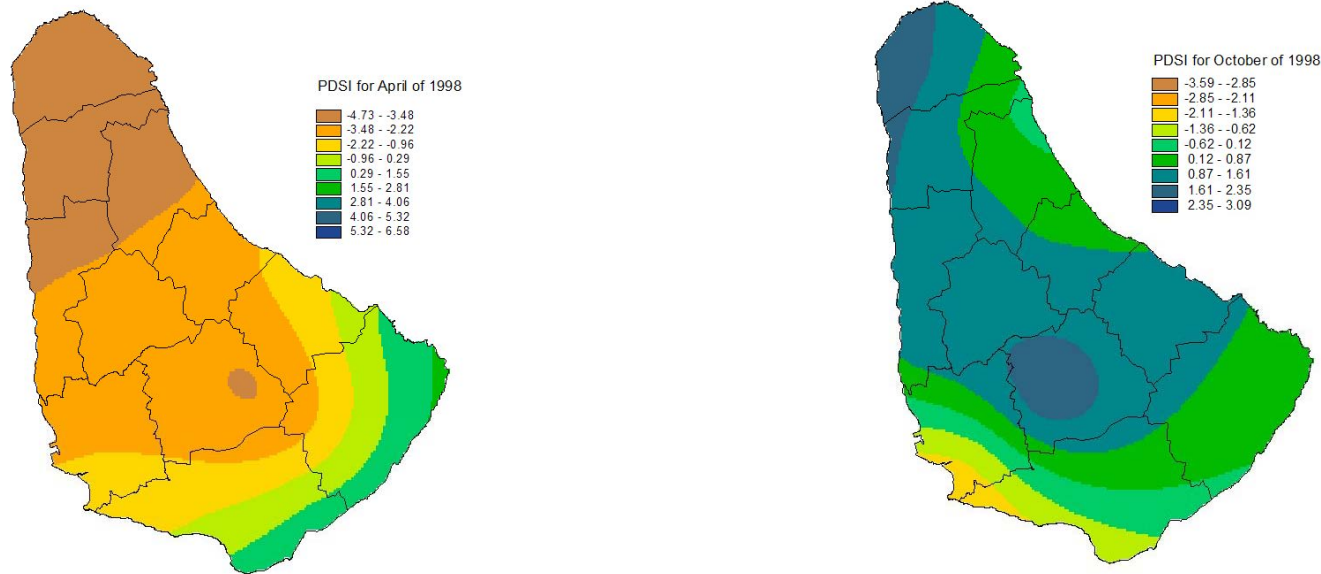 PDSI for April of 1998
-4.73 - -3.48
-3.48 - -2.22
-2.22 - -0.96
-0.96 - 0.29
0.29 - 1.55
1.55 - 2.81
2.81 - 4.06
4.06 - 5.32
5.32 - 6.58
PDSI for October of 1998
-3.59 - -2.85
-2.85 - -2.11
-2.11 - -1.36
-1.36 - -0.62
-0.62 - 0.12
0.12 - 0.87
0.87 - 1.61
1.61 - 2.35
2.35 - 3.09